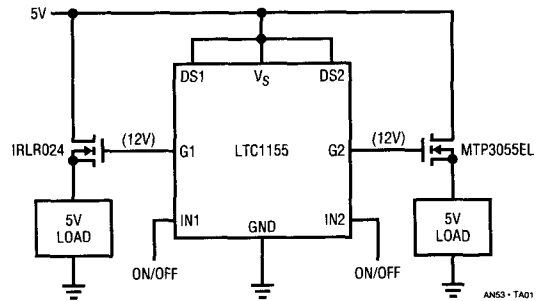 5V
DS1 VS DS2
IRLR024 (12V) G1 LTC1155 G2 (12V) MTP3055EL
5V LOAD
IN1 GND IN2
5V LOAD
ON/OFF ON/OFF
AN53 • TA01